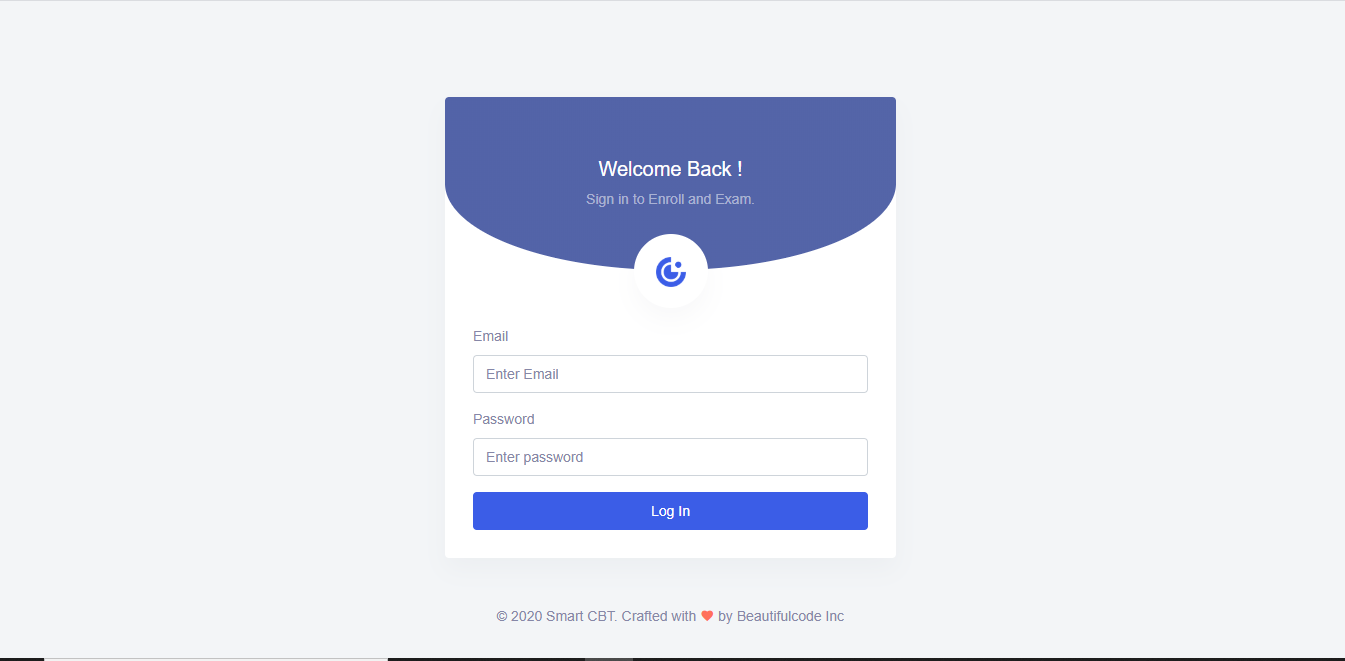 Welcome Back !
Sign in to Enroll and Exam.
Email
Enter Email
Password
Enter password
Log In
© 2020 Smart CBT. Crafted with ❤ by Beautifulcode Inc